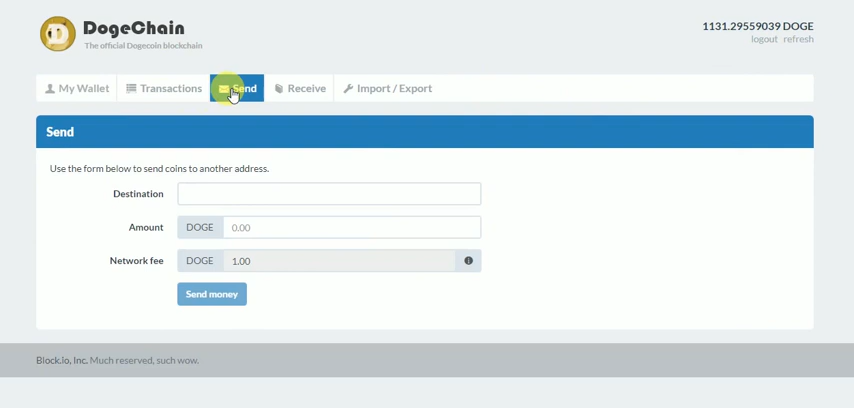 DogeChain
The official Dogecoin blockchain
1131.29559039 DOGE
logout refresh
My Wallet Transactions Send Receive Import / Export
Send
Use the form below to send coins to another address.
Destination
Amount DOGE 0.00
Network fee DOGE 1.00
Send money
Block.io, Inc. Much reserved, such wow.